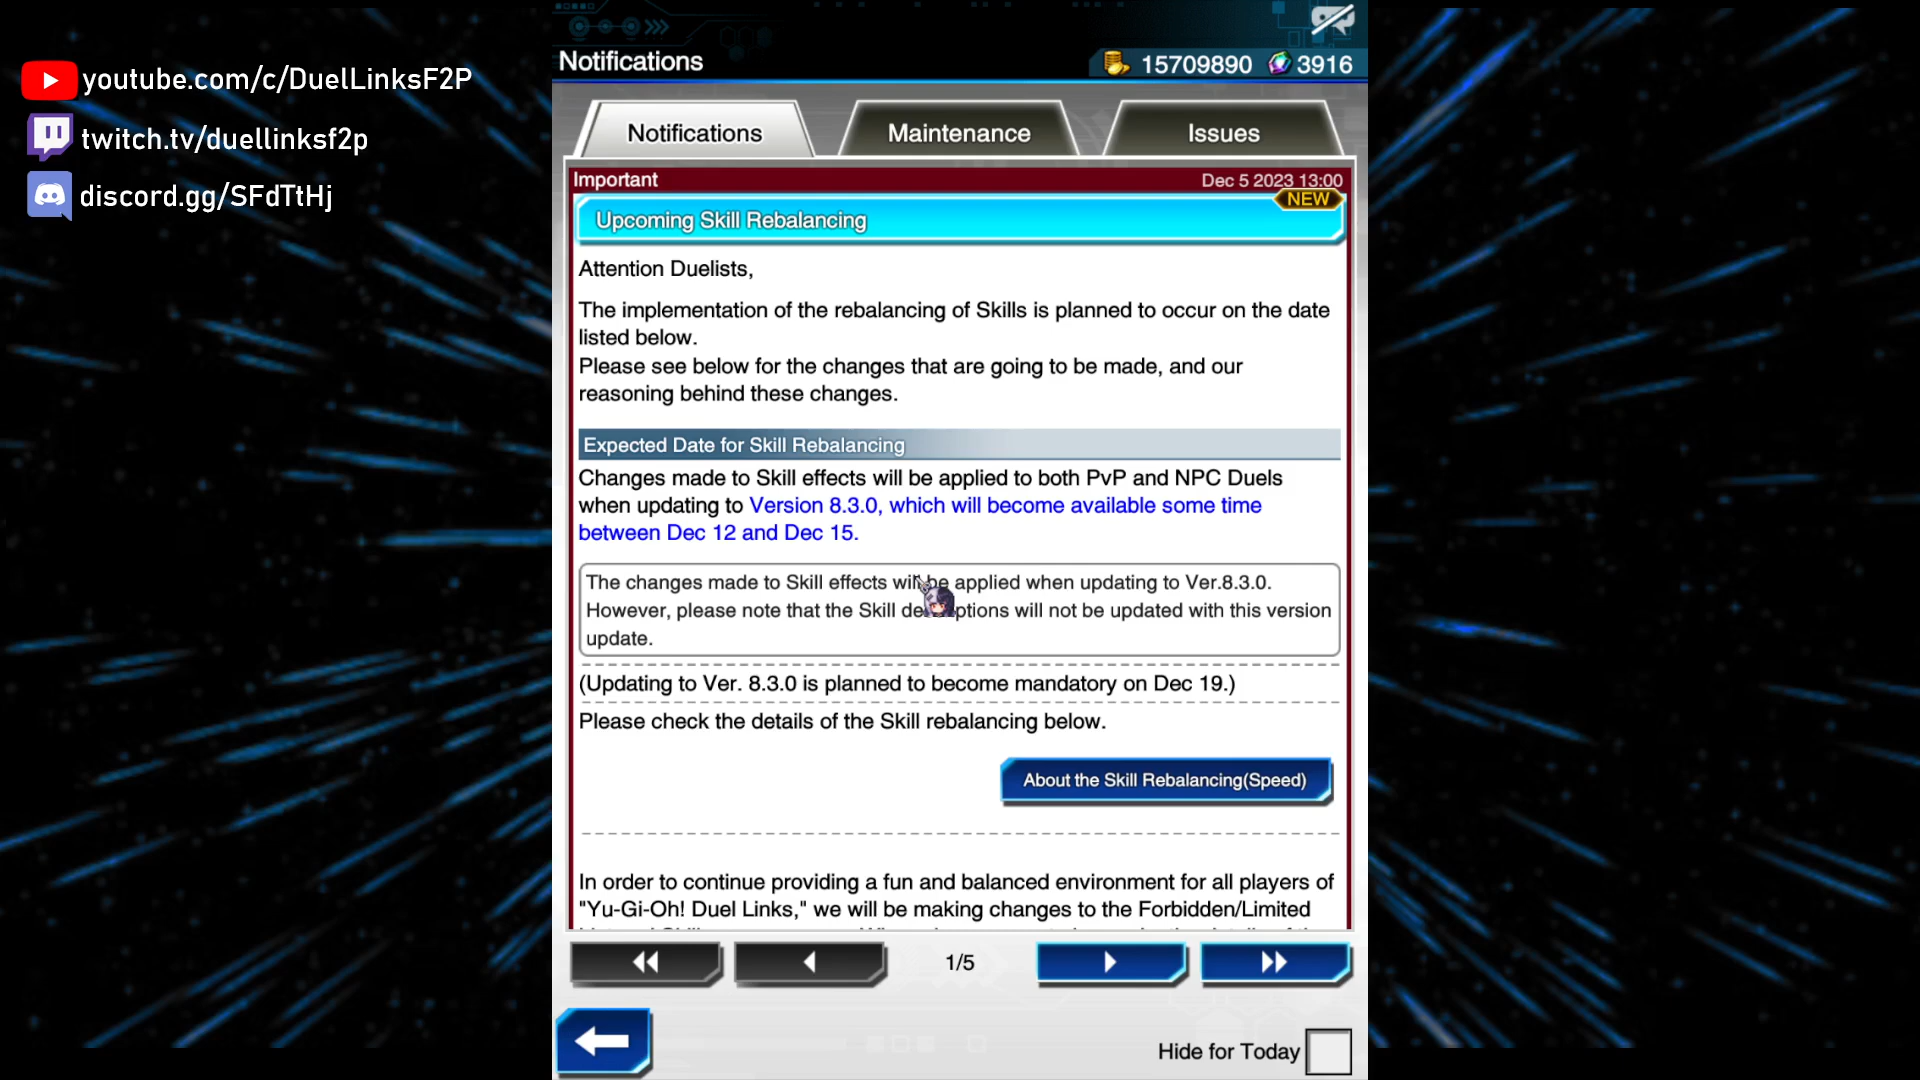 youtube.com/c/DuelLinksF2P
twitch.tv/duellinksf2p
discord.gg/SFdTtHj
Notifications
15709890
3916
Notifications
Maintenance
Issues
Important
Dec 5 2023 13:00
NEW
Upcoming Skill Rebalancing
Attention Duelists,
The implementation of the rebalancing of Skills is planned to occur on the date
listed below.
Please see below for the changes that are going to be made, and our
reasoning behind these changes.
Expected Date for Skill Rebalancing
Changes made to Skill effects will be applied to both PvP and NPC Duels
when updating to Version 8.3.0, which will become available some time
between Dec 12 and Dec 15.
The changes made to Skill effects will be applied when updating to Ver.8.3.0.
However, please note that the Skill de ptions will not be updated with this version
update.
(Updating to Ver. 8.3.0 is planned to become mandatory on Dec 19.)
Please check the details of the Skill rebalancing below.
About the Skill Rebalancing(Speed)
In order to continue providing a fun and balanced environment for all players of
"Yu-Gi-Oh! Duel Links," we will be making changes to the Forbidden/Limited
1/5
Hide for Today